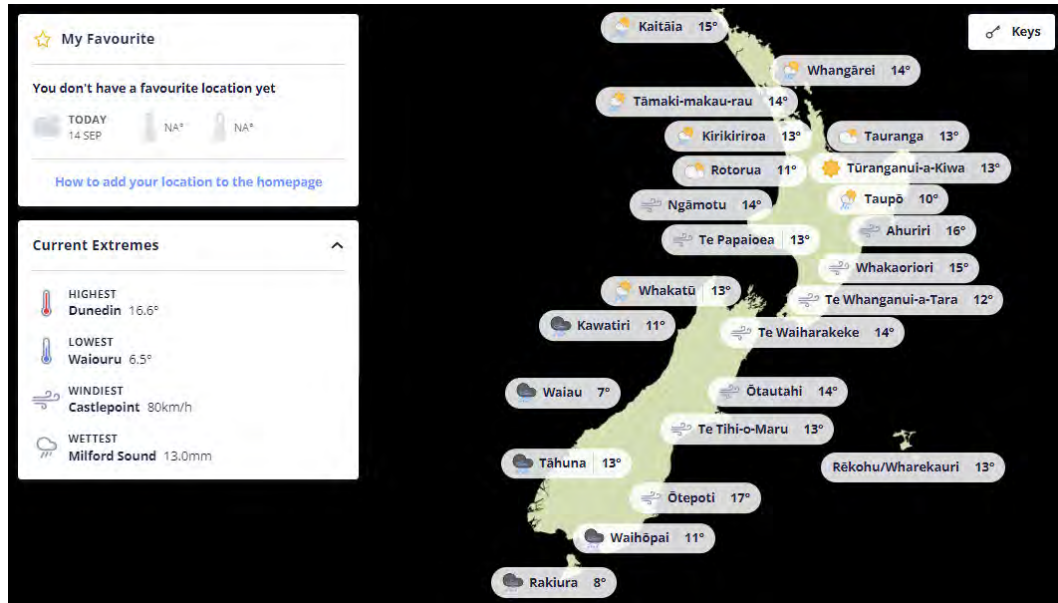 My Favourite
You don't have a favourite location yet
TODAY
14 SEP
NA°
NA°
How to add your location to the homepage
Current Extremes
HIGHEST
Dunedin 16.6°
LOWEST
Waiouru 6.5°
WINDIEST
Castlepoint 80km/h
WETTEST
Milford Sound 13.0mm
Keys
Kaitāia 15°
Whangārei 14°
Tāmaki-makau-rau 14°
Kirikiriroa 13°
Tauranga 13°
Rotorua 11°
Tūranganui-a-Kiwa 13°
Ngāmotu 14°
Taupō 10°
Te Papaioea 13°
Ahuriri 16°
Whakaoriori 15°
Whakatū 13°
Te Whanganui-a-Tara 12°
Kawatiri 11°
Te Waiharakeke 14°
Waiau 7°
Ōtautahi 14°
Te Tihi-o-Maru 13°
Tāhuna 13°
Rēkohu/Wharekauri 13°
Ōtepoti 17°
Waihōpai 11°
Rakiura 8°